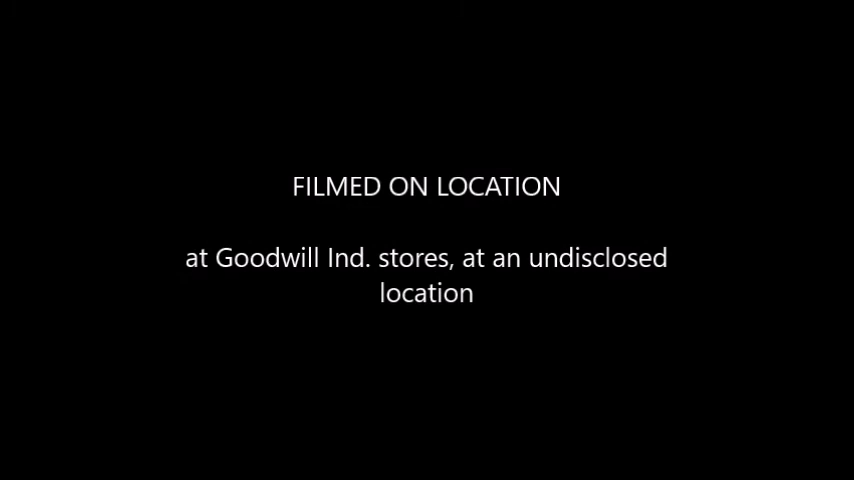 FILMED ON LOCATION
at Goodwill Ind. stores, at an undisclosed
location